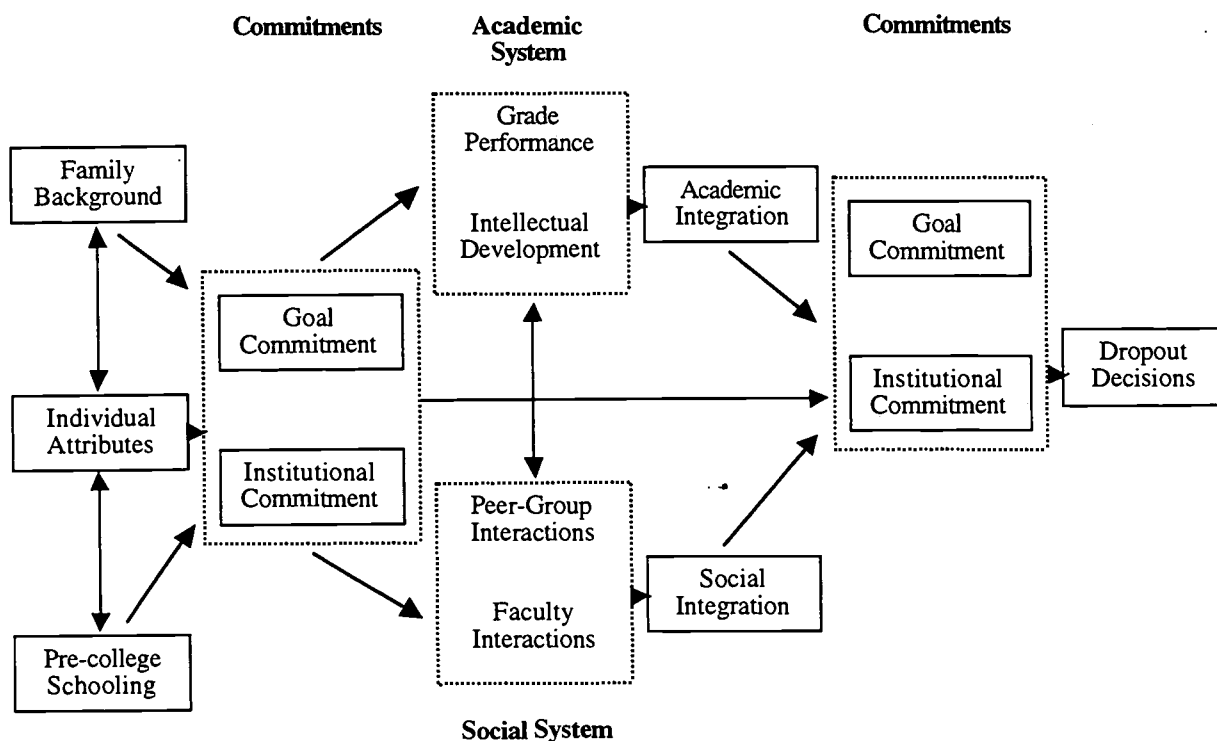 Commitments
Academic
System
Commitments
Family
Background
Individual
Attributes
Pre-college
Schooling
Goal
Commitment
Institutional
Commitment
Grade
Performance
Intellectual
Development
Peer-Group
Interactions
Faculty
Interactions
Social System
Academic
Integration
Social
Integration
Goal
Commitment
Institutional
Commitment
Dropout
Decisions